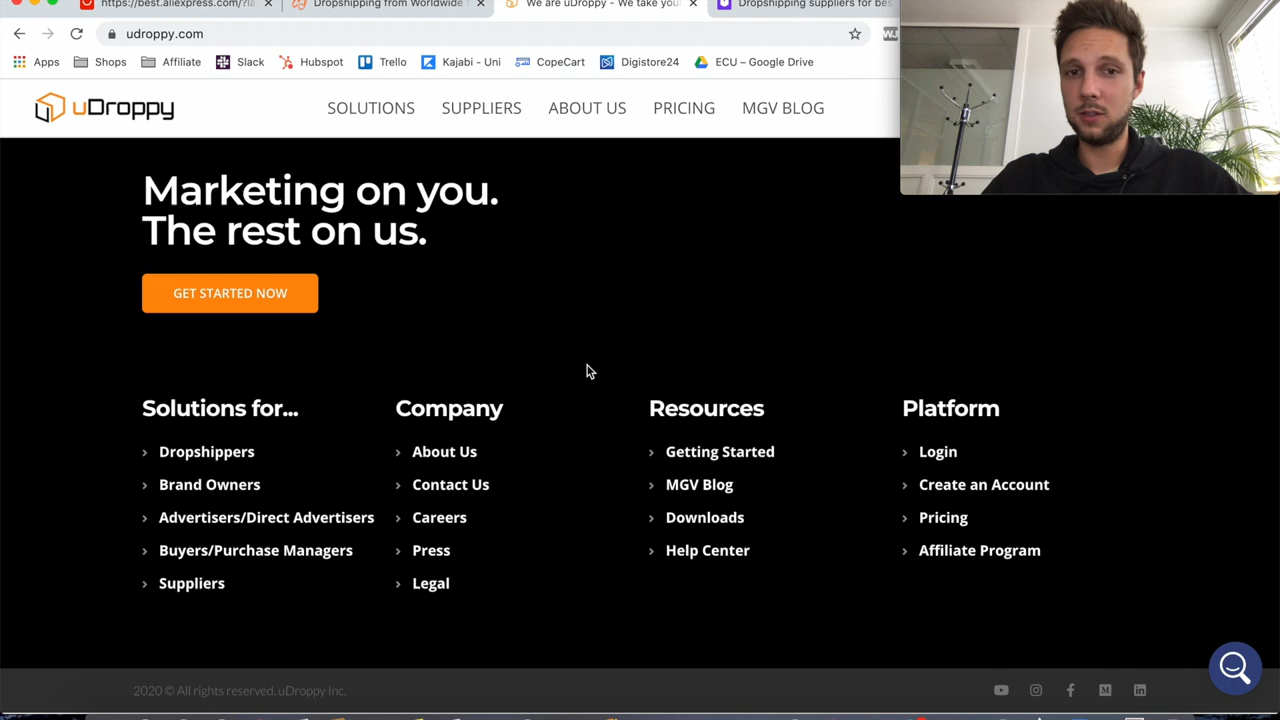 https://best.aliexpress.com/?la
Dropshipping from Worldwide
We are uDroppy - We take your
Dropshipping suppliers for bes
udroppy.com
Apps
Shops
Affiliate
Slack
Hubspot
Trello
Kajabi - Uni
CopeCart
Digistore24
ECU – Google Drive
uDroppy
SOLUTIONS
SUPPLIERS
ABOUT US
PRICING
MGV BLOG
Marketing on you.
The rest on us.
GET STARTED NOW
Solutions for...
Dropshippers
Brand Owners
Advertisers/Direct Advertisers
Buyers/Purchase Managers
Suppliers
Company
About Us
Contact Us
Careers
Press
Legal
Resources
Getting Started
MGV Blog
Downloads
Help Center
Platform
Login
Create an Account
Pricing
Affiliate Program
2020 © All rights reserved. uDroppy Inc.